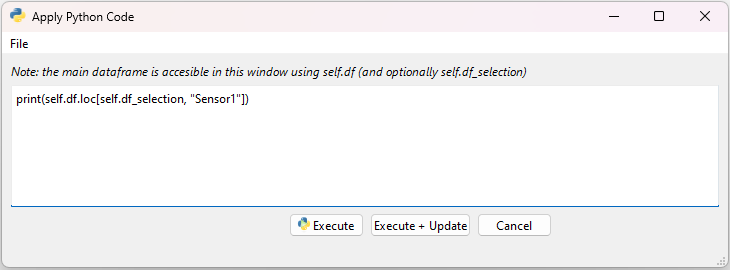 Apply Python Code
File
Note: the main dataframe is accesible in this window using self.df (and optionally self.df_selection)
print(self.df.loc[self.df_selection, "Sensor1"])
Execute Execute + Update Cancel